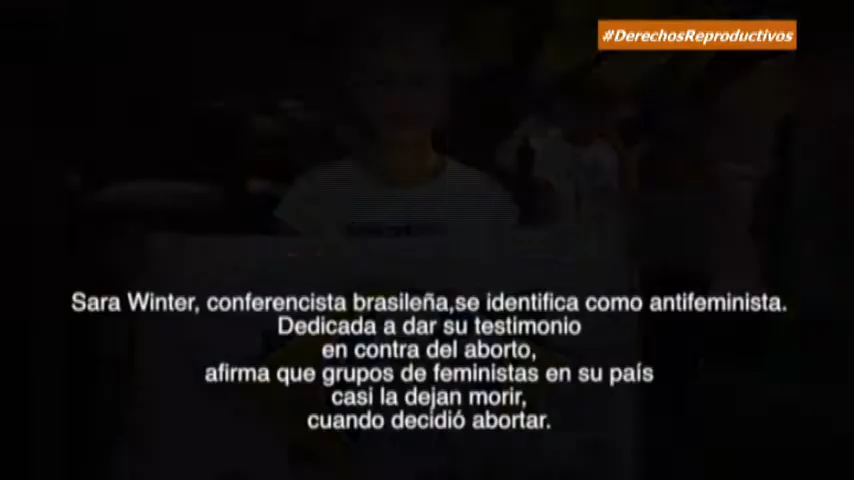 #DerechosReproductivos
Sara Winter, conferencista brasileña,se identifica como antifeminista.
Dedicada a dar su testimonio
en contra del aborto,
afirma que grupos de feministas en su país
casi la dejan morir,
cuando decidió abortar.